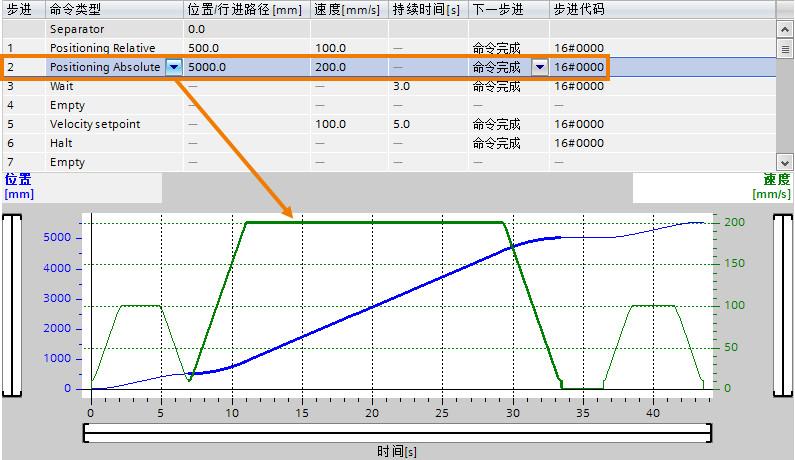 步进 命令类型 位置/行进路径 [mm] 速度[mm/s] 持续时间[s] 下一步进 步进代码
Separator 0.0
1 Positioning Relative 500.0 100.0 — 命令完成 16#0000
2 Positioning Absolute 5000.0 200.0 — 命令完成 16#0000
3 Wait — — 3.0 命令完成 16#0000
4 Empty — — — — —
5 Velocity setpoint — 100.0 5.0 命令完成 16#0000
6 Halt — — — 命令完成 16#0000
7 Empty — — — — —
位置 速度
[mm] [mm/s]
5000 200
4000 150
3000 100
2000 50
1000 0
0
0 5 10 15 20 25 30 35 40
时间[s]